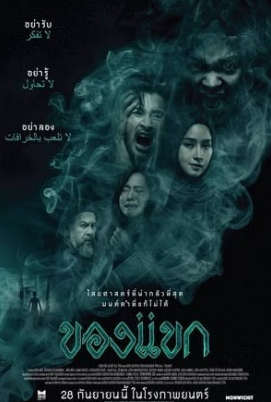 อย่ารับ
لا تفكر
อย่ารู้
لا تحاول
อย่าลอง
لا تلعب بالخرافات
ไสยศาสตร์ที่น่ากลัวที่สุด
มนต์ดำที่แก้ไม่ได้
ของแขก
28 กันยายนนี้ ในโรงภาพยนตร์
MONWICHIT